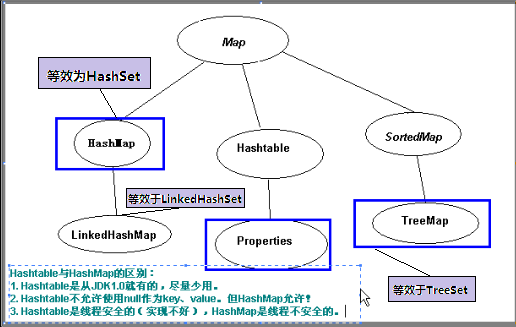 Map
等效为HashSet
HashMap
Hashtable
SortedMap
等效于LinkedHashSet
LinkedHashMap
Properties
TreeMap
等效于TreeSet
Hashtable与HashMap的区别：
1. Hashtable是从JDK1.0就有的，尽量少用。
2. Hashtable不允许使用null作为key、value。但HashMap允许！
3. Hashtable是线程安全的（实现不好），HashMap是线程不安全的。